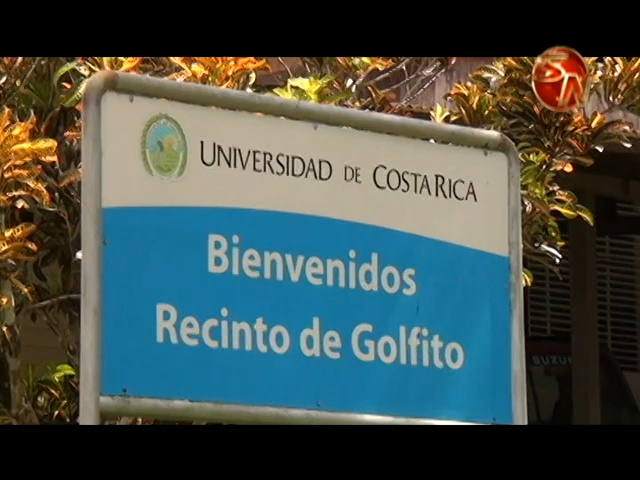 UNIVERSIDAD DE COSTA RICA
Bienvenidos
Recinto de Golfito